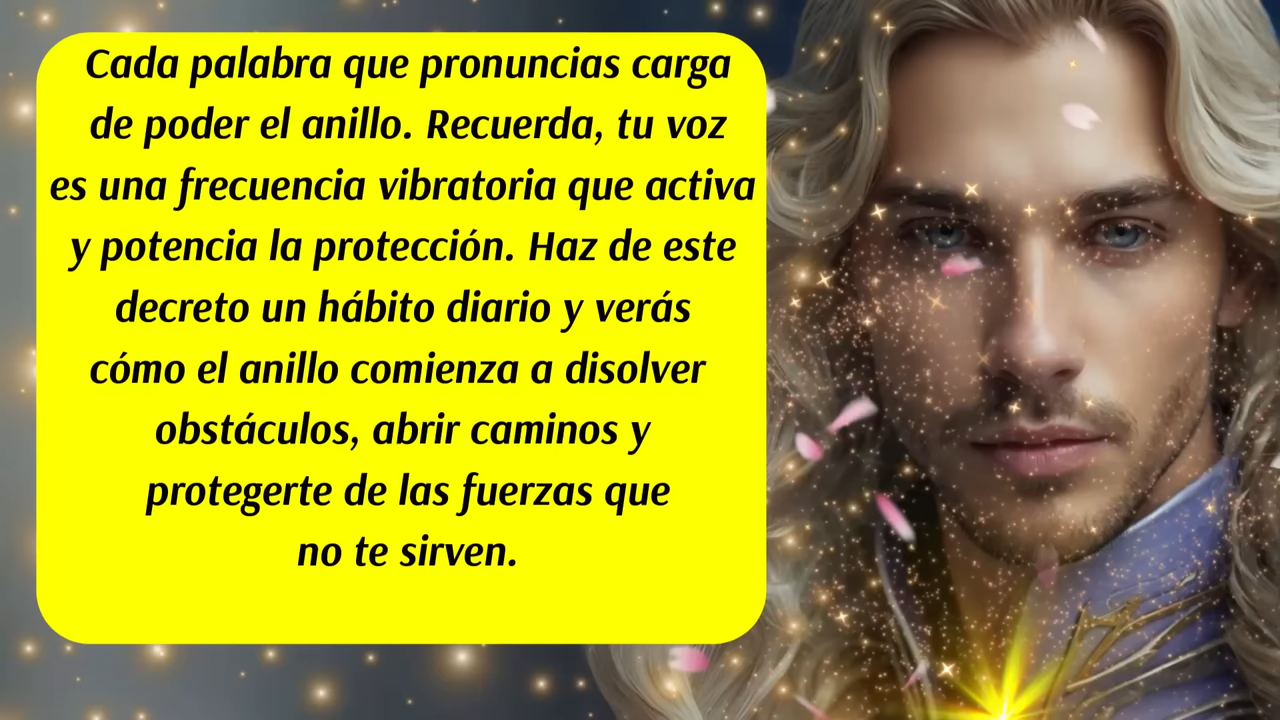 Cada palabra que pronuncias carga
de poder el anillo. Recuerda, tu voz
es una frecuencia vibratoria que activa
y potencia la protección. Haz de este
decreto un hábito diario y verás
cómo el anillo comienza a disolver
obstáculos, abrir caminos y
protegerte de las fuerzas que
no te sirven.